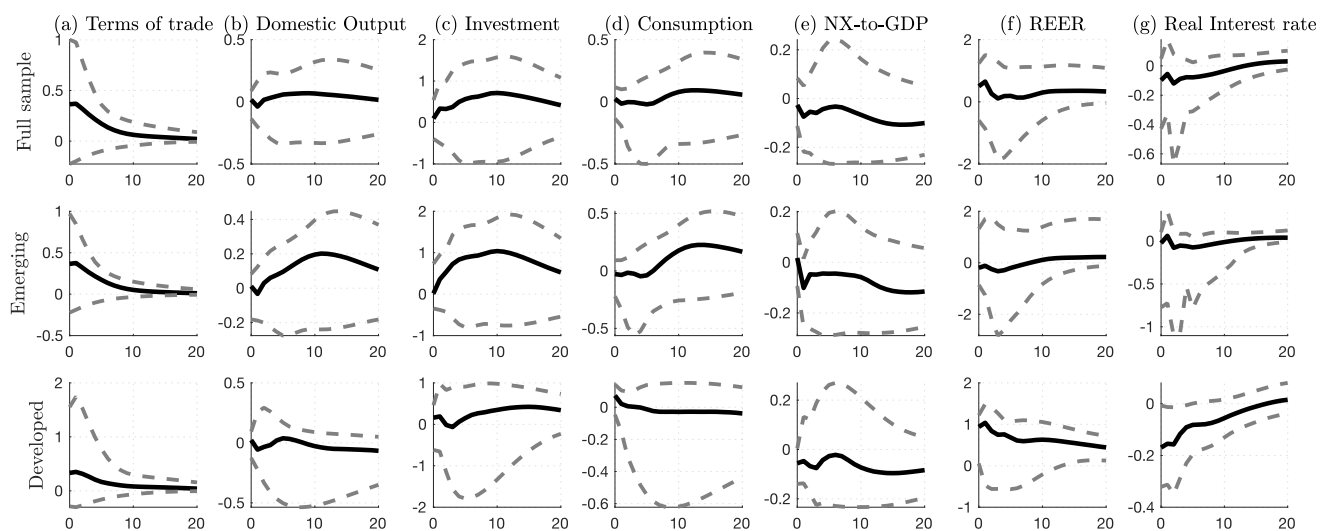 (a) Terms of trade (b) Domestic Output (c) Investment (d) Consumption (e) NX-to-GDP (f) REER (g) Real Interest rate
Full sample
1 0.5 0
0.5 0 -0.5
2 1 0 -1
0.5 0 -0.5
0.2 0 -0.2
2 0 -2
0 -0.2 -0.4 -0.6
0 10 20 0 10 20 0 10 20 0 10 20 0 10 20 0 10 20 0 10 20
Emerging
1 0.5 0 -0.5
0.4 0.2 0 -0.2
2 1 0 -1
0.5 0 -0.5
0.2 0 -0.2
2 0 -2
0 -0.5 -1
0 10 20 0 10 20 0 10 20 0 10 20 0 10 20 0 10 20 0 10 20
Developed
2 1 0
0.5 0 -0.5
1 0 -1 -2
0 -0.2 -0.4 -0.6
0.2 0 -0.2
2 1 0 -1
0 -0.2 -0.4
0 10 20 0 10 20 0 10 20 0 10 20 0 10 20 0 10 20 0 10 20